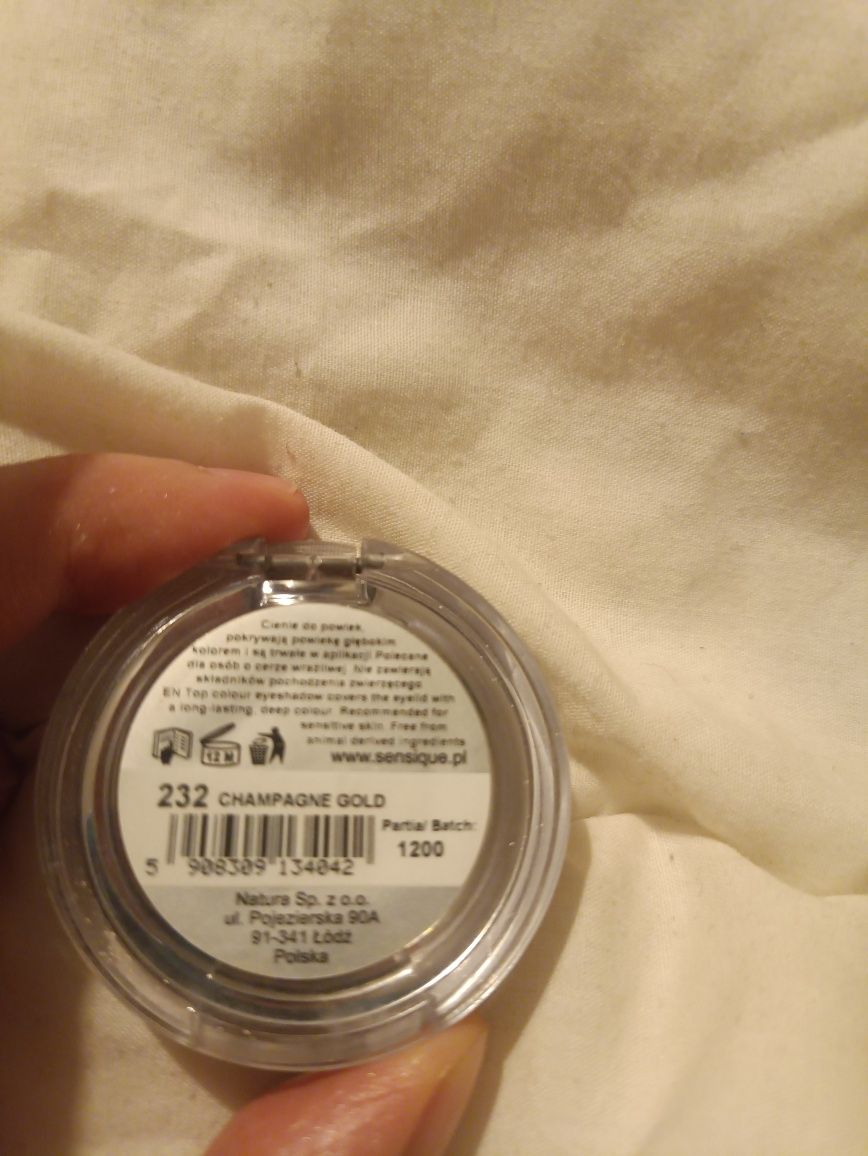 Cienie do powiek,
pokrywają powiekę głębokim
kolorem i są trwałe w aplikacji Polecane
dla osób o cerze wrażliwej. Nie zawierają
składników pochodzenia zwierzęcego
EN Top colour eyeshadow covers the eyelid with
a long-lasting, deep colour. Recommended for
sensitive skin. Free from
animal derived ingredients
12 M
www.sensique.pl
232 CHAMPAGNE GOLD
Partial Batch:
1200
5 908309 134042
Natura Sp. z o.o.
ul. Pojezierska 90A
91-341 Łódź
Polska